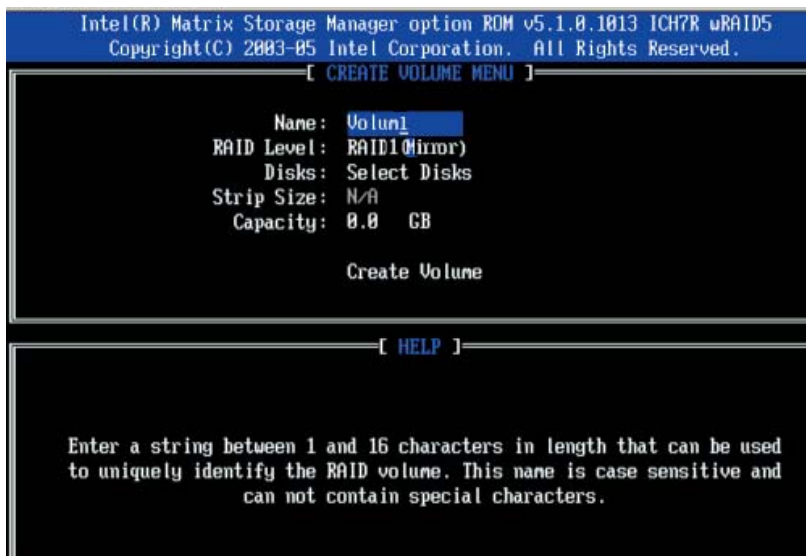 Intel(R) Matrix Storage Manager option ROM v5.1.0.1013 ICH7R wRAID5
Copyright(C) 2003-05 Intel Corporation. All Rights Reserved.
[ CREATE VOLUME MENU ]
Name: Volum1
RAID Level: RAID1(Mirror)
Disks: Select Disks
Strip Size: N/A
Capacity: 0.0 GB
Create Volume
[ HELP ]
Enter a string between 1 and 16 characters in length that can be used
to uniquely identify the RAID volume. This name is case sensitive and
can not contain special characters.